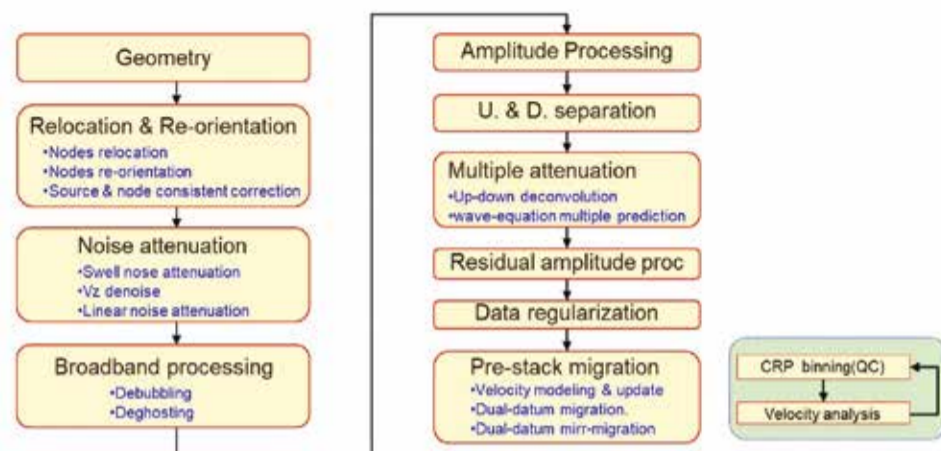 Geometry
Relocation & Re-orientation
•Nodes relocation
•Nodes re-orientation
•Source & node consistent correction
Noise attenuation
•Swell nose attenuation
•Vz denoise
•Linear noise attenuation
Broadband processing
•Debubbling
•Deghosting
Amplitude Processing
U. & D. separation
Multiple attenuation
•Up-down deconvolution
•wave-equation multiple prediction
Residual amplitude proc
Data regularization
Pre-stack migration
•Velocity modeling & update
•Dual-datum migration.
•Dual-datum mirr-migration
CRP binning(QC)
Velocity analysis